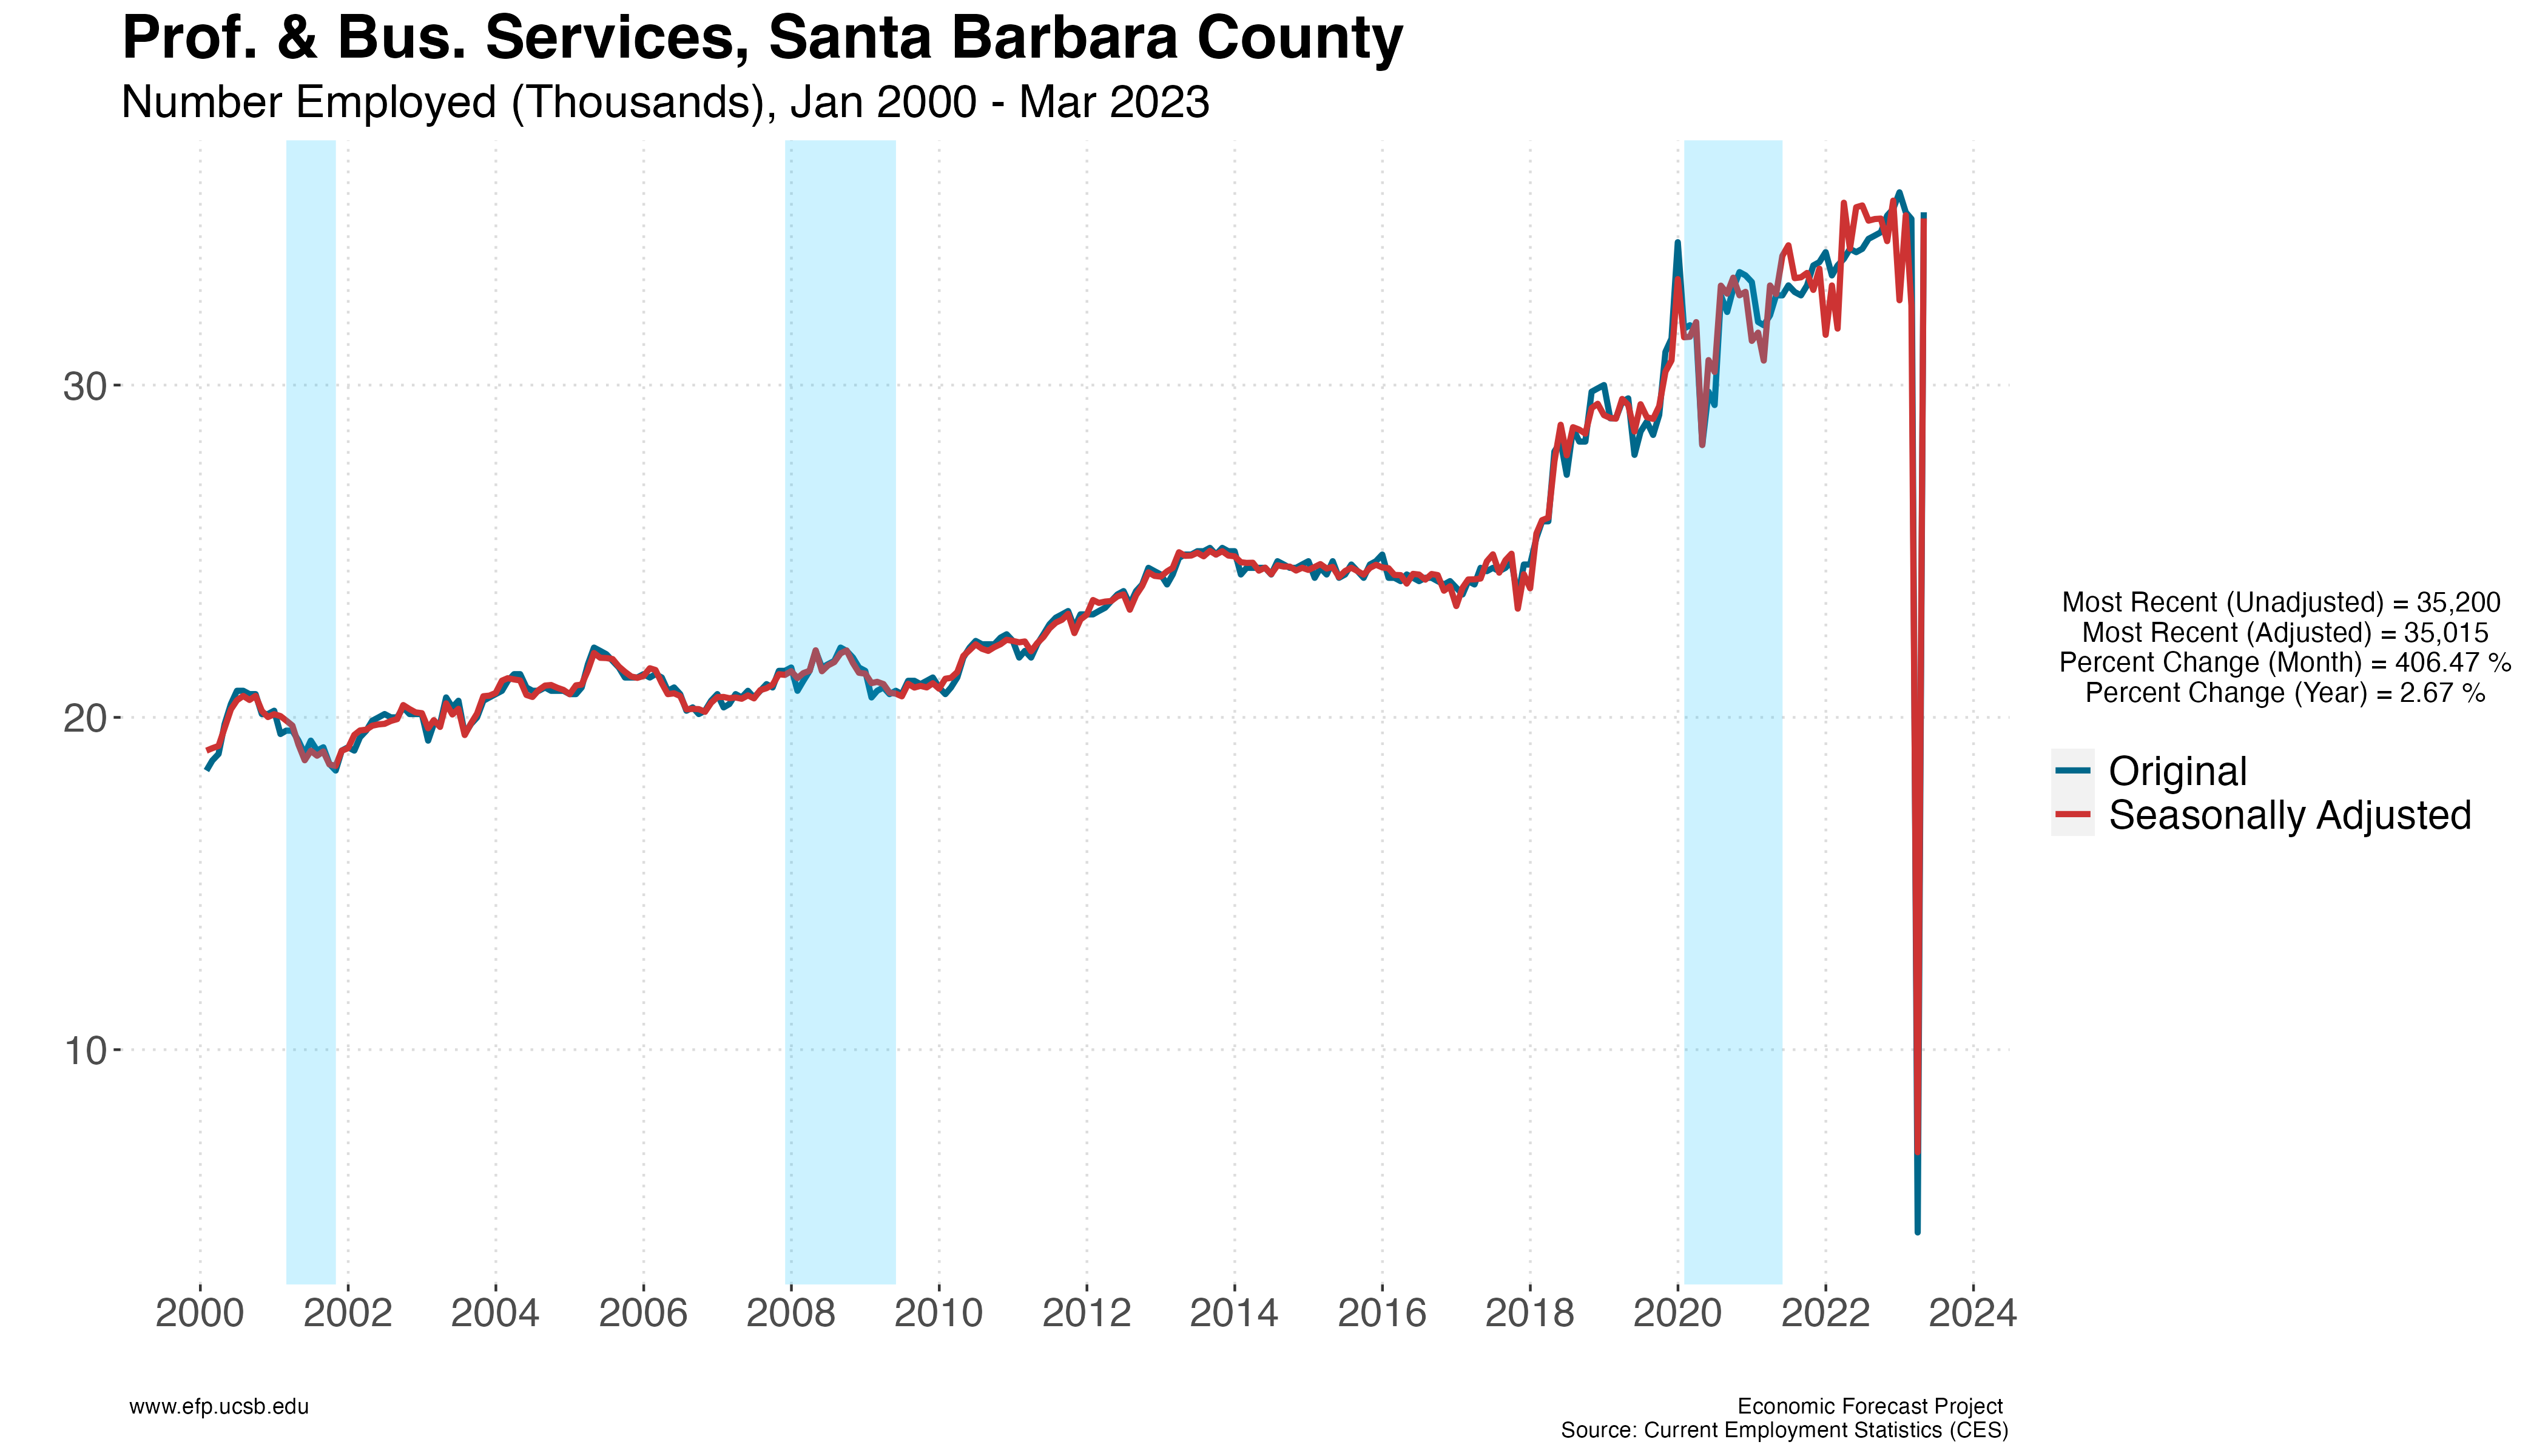 Prof. & Bus. Services, Santa Barbara County
Number Employed (Thousands), Jan 2000 - Mar 2023
30
20
10
2000 2002 2004 2006 2008 2010 2012 2014 2016 2018 2020 2022 2024
Most Recent (Unadjusted) = 35,200
Most Recent (Adjusted) = 35,015
Percent Change (Month) = 406.47 %
Percent Change (Year) = 2.67 %
Original
Seasonally Adjusted
www.efp.ucsb.edu
Economic Forecast Project
Source: Current Employment Statistics (CES)